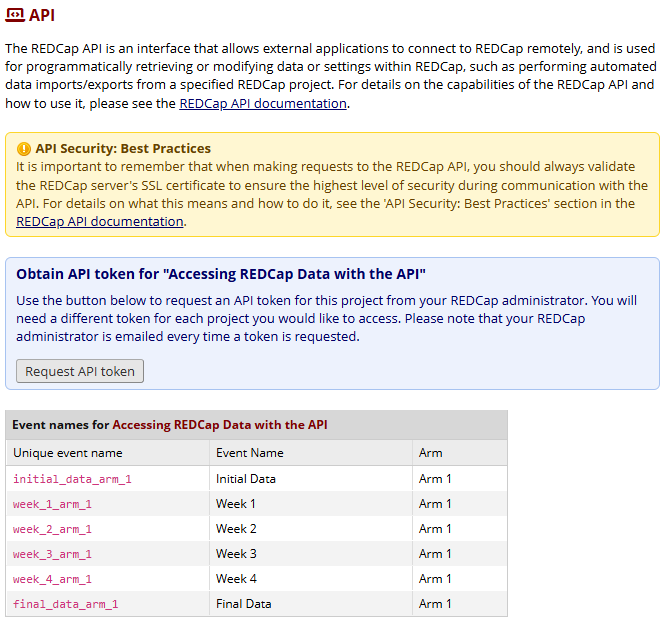 API
The REDCap API is an interface that allows external applications to connect to REDCap remotely, and is used
for programmatically retrieving or modifying data or settings within REDCap, such as performing automated
data imports/exports from a specified REDCap project. For details on the capabilities of the REDCap API and
how to use it, please see the REDCap API documentation.
API Security: Best Practices
It is important to remember that when making requests to the REDCap API, you should always validate
the REDCap server's SSL certificate to ensure the highest level of security during communication with the
API. For details on what this means and how to do it, see the 'API Security: Best Practices' section in the
REDCap API documentation.
Obtain API token for "Accessing REDCap Data with the API"
Use the button below to request an API token for this project from your REDCap administrator. You will
need a different token for each project you would like to access. Please note that your REDCap
administrator is emailed every time a token is requested.
Request API token
Event names for Accessing REDCap Data with the API
Unique event name Event Name Arm
initial_data_arm_1 Initial Data Arm 1
week_1_arm_1 Week 1 Arm 1
week_2_arm_1 Week 2 Arm 1
week_3_arm_1 Week 3 Arm 1
week_4_arm_1 Week 4 Arm 1
final_data_arm_1 Final Data Arm 1